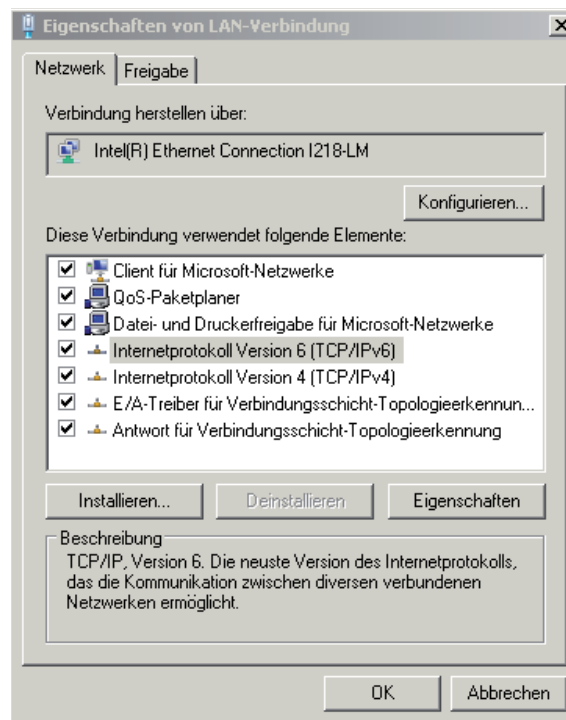 Eigenschaften von LAN-Verbindung
Netzwerk Freigabe
Verbindung herstellen über:
Intel(R) Ethernet Connection I218-LM
Konfigurieren...
Diese Verbindung verwendet folgende Elemente:
Client für Microsoft-Netzwerke
QoS-Paketplaner
Datei- und Druckerfreigabe für Microsoft-Netzwerke
Internetprotokoll Version 6 (TCP/IPv6)
Internetprotokoll Version 4 (TCP/IPv4)
E/A-Treiber für Verbindungsschicht-Topologieerkennun...
Antwort für Verbindungsschicht-Topologieerkennung
Installieren... Deinstallieren Eigenschaften
Beschreibung
TCP/IP, Version 6. Die neuste Version des Internetprotokolls,
das die Kommunikation zwischen diversen verbundenen
Netzwerken ermöglicht.
OK Abbrechen